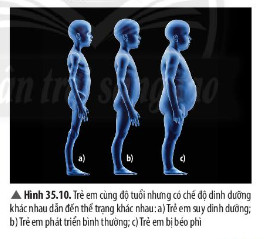 a)
b)
c)
▲ Hình 35.10. Trẻ em cùng độ tuổi nhưng có chế độ dinh dưỡng
khác nhau dẫn đến thể trạng khác nhau: a) Trẻ em suy dinh dưỡng;
b) Trẻ em phát triển bình thường; c) Trẻ em bị béo phì